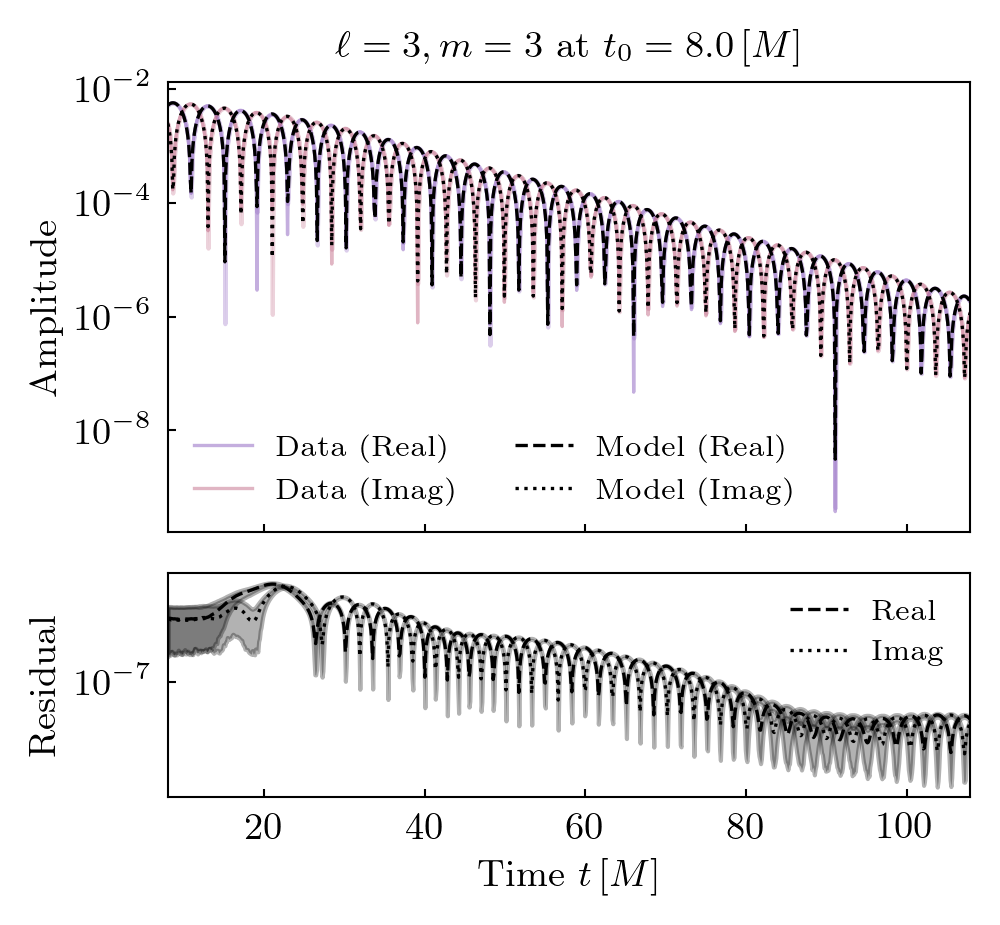 ℓ = 3, m = 3 at t₀ = 8.0 [M]
10⁻²
10⁻⁴
10⁻⁶
10⁻⁸
Amplitude
Data (Real)
Data (Imag)
Model (Real)
Model (Imag)
Residual
10⁻⁷
Real
Imag
20 40 60 80 100
Time t [M]